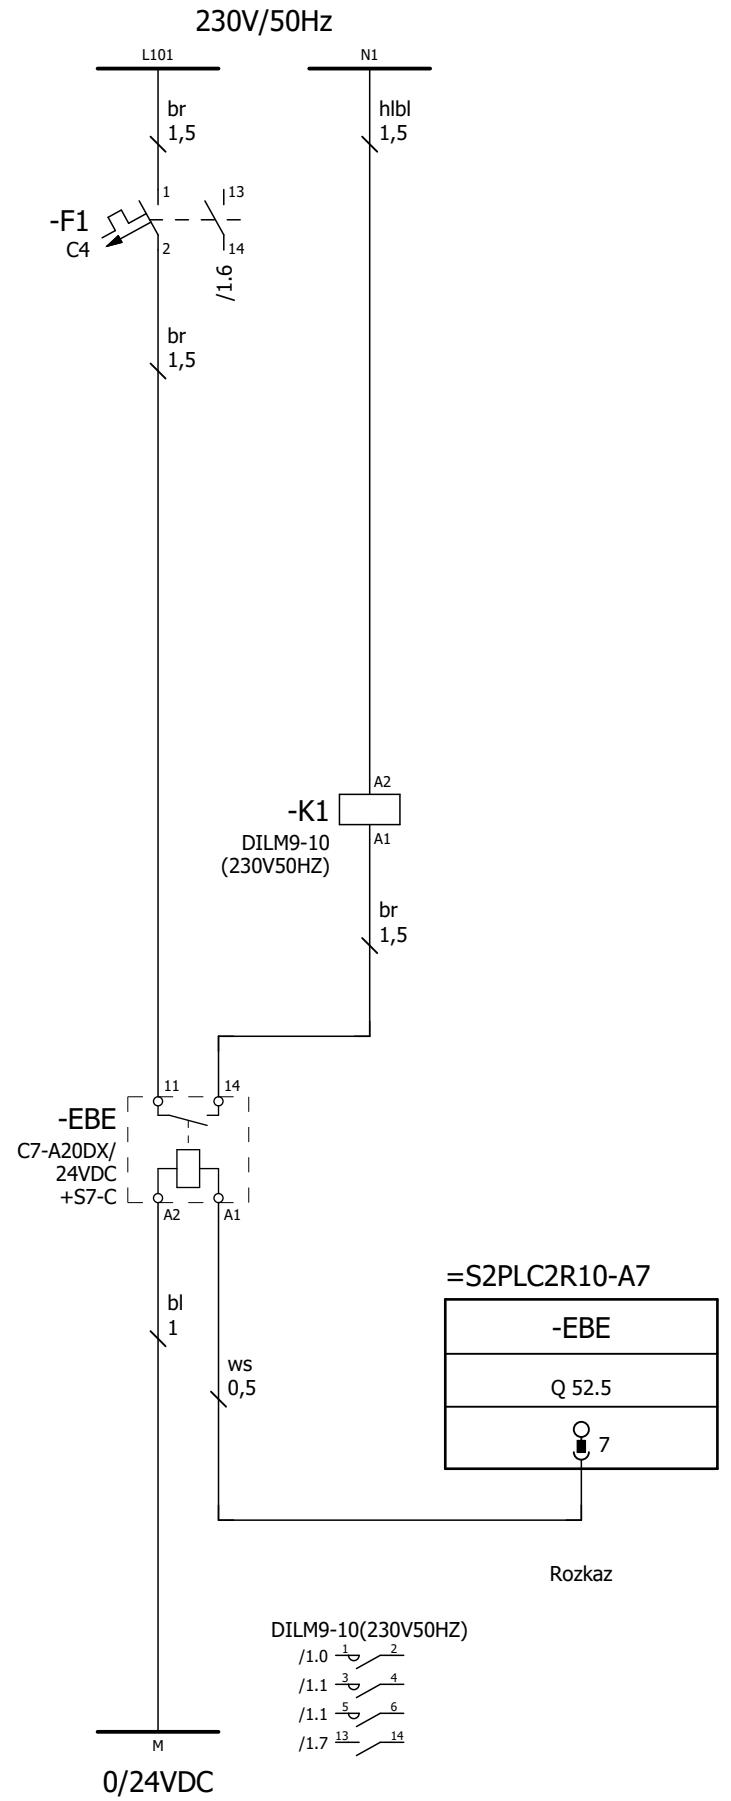 230V/50Hz
L101
N1
br
1,5
hlbl
1,5
-F1
C4
1
2
13
14
/1.6
br
1,5
A2
-K1
DILM9-10
(230V50HZ)
A1
br
1,5
11
14
-EBE
C7-A20DX/
24VDC
+S7-C
A2
A1
bl
1
ws
0,5
=S2PLC2R10-A7
-EBE
Q 52.5
7
Rozkaz
DILM9-10(230V50HZ)
/1.0 1 2
/1.1 3 4
/1.1 5 6
/1.7 13 14
M
0/24VDC